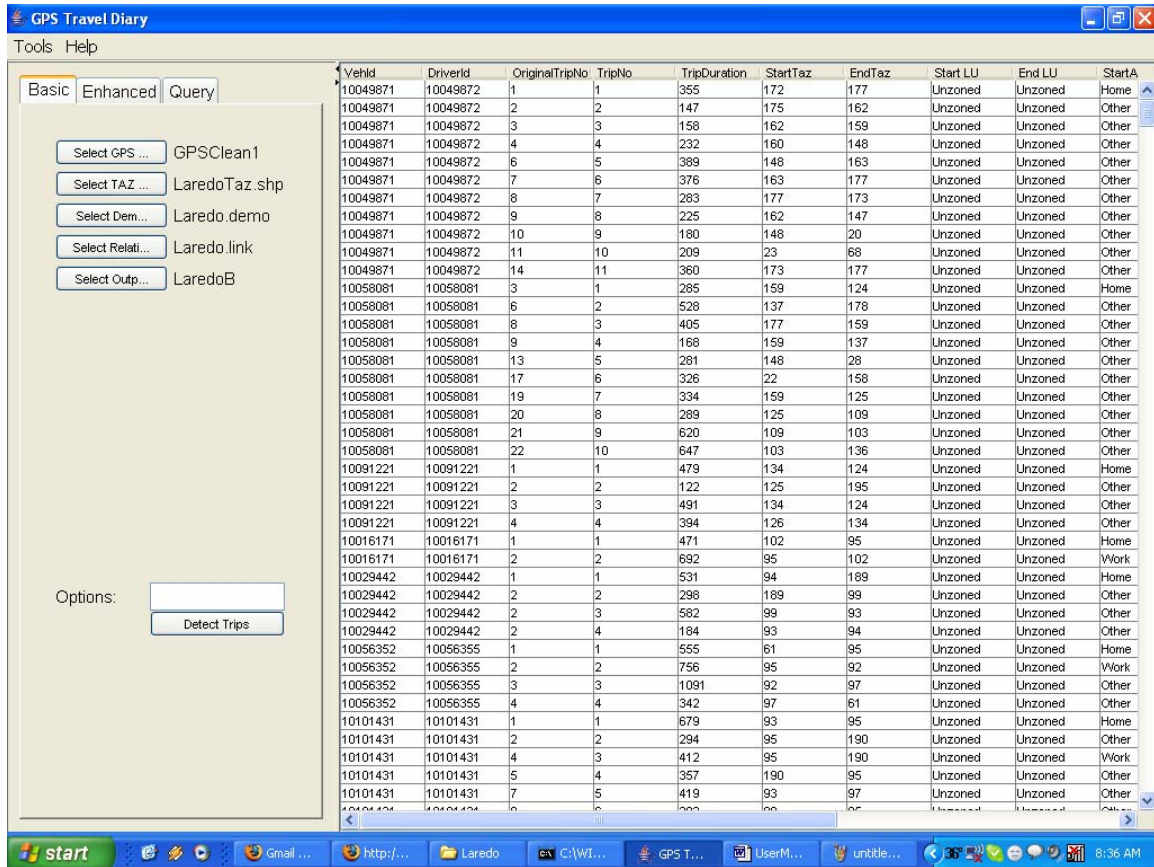 GPS Travel Diary
Tools Help
Basic Enhanced Query
Select GPS ... GPSClean1
Select TAZ ... LaredoTaz.shp
Select Dem... Laredo.demo
Select Relati... Laredo.link
Select Outp... LaredoB
Options:
Detect Trips
VehId DriverId OriginalTripNo TripNo TripDuration StartTaz EndTaz Start LU End LU StartA
10049871 10049872 1 1 355 172 177 Unzoned Unzoned Home
10049871 10049872 2 2 147 175 162 Unzoned Unzoned Other
10049871 10049872 3 3 158 162 159 Unzoned Unzoned Other
10049871 10049872 4 4 232 160 148 Unzoned Unzoned Other
10049871 10049872 6 5 389 148 163 Unzoned Unzoned Other
10049871 10049872 7 6 376 163 177 Unzoned Unzoned Other
10049871 10049872 8 7 283 177 173 Unzoned Unzoned Other
10049871 10049872 9 8 225 162 147 Unzoned Unzoned Other
10049871 10049872 10 9 180 148 20 Unzoned Unzoned Other
10049871 10049872 11 10 209 23 68 Unzoned Unzoned Other
10049871 10049872 14 11 360 173 177 Unzoned Unzoned Other
10058081 10058081 3 1 285 159 124 Unzoned Unzoned Home
10058081 10058081 6 2 528 137 178 Unzoned Unzoned Other
10058081 10058081 8 3 405 177 159 Unzoned Unzoned Other
10058081 10058081 9 4 168 159 137 Unzoned Unzoned Other
10058081 10058081 13 5 281 148 28 Unzoned Unzoned Other
10058081 10058081 17 6 326 22 158 Unzoned Unzoned Other
10058081 10058081 19 7 334 159 125 Unzoned Unzoned Other
10058081 10058081 20 8 289 125 109 Unzoned Unzoned Other
10058081 10058081 21 9 620 109 103 Unzoned Unzoned Other
10058081 10058081 22 10 647 103 136 Unzoned Unzoned Other
10091221 10091221 1 1 479 134 124 Unzoned Unzoned Home
10091221 10091221 2 2 122 125 195 Unzoned Unzoned Other
10091221 10091221 3 3 491 134 124 Unzoned Unzoned Other
10091221 10091221 4 4 394 126 134 Unzoned Unzoned Other
10016171 10016171 1 1 471 102 95 Unzoned Unzoned Home
10016171 10016171 2 2 692 95 102 Unzoned Unzoned Work
10029442 10029442 1 1 531 94 189 Unzoned Unzoned Home
10029442 10029442 2 2 298 189 99 Unzoned Unzoned Other
10029442 10029442 2 3 582 99 93 Unzoned Unzoned Other
10029442 10029442 2 4 184 93 94 Unzoned Unzoned Other
10056352 10056355 1 1 555 61 95 Unzoned Unzoned Home
10056352 10056355 2 2 756 95 92 Unzoned Unzoned Work
10056352 10056355 3 3 1091 92 97 Unzoned Unzoned Other
10056352 10056355 4 4 342 97 61 Unzoned Unzoned Other
10101431 10101431 1 1 679 93 95 Unzoned Unzoned Home
10101431 10101431 2 2 294 95 190 Unzoned Unzoned Other
10101431 10101431 4 3 412 95 190 Unzoned Unzoned Work
10101431 10101431 5 4 357 190 95 Unzoned Unzoned Other
10101431 10101431 7 5 419 93 97 Unzoned Unzoned Other
start Gmail ... http:/... Laredo C:\WI... GPS T... UserM... untitle... 36° 8:36 AM